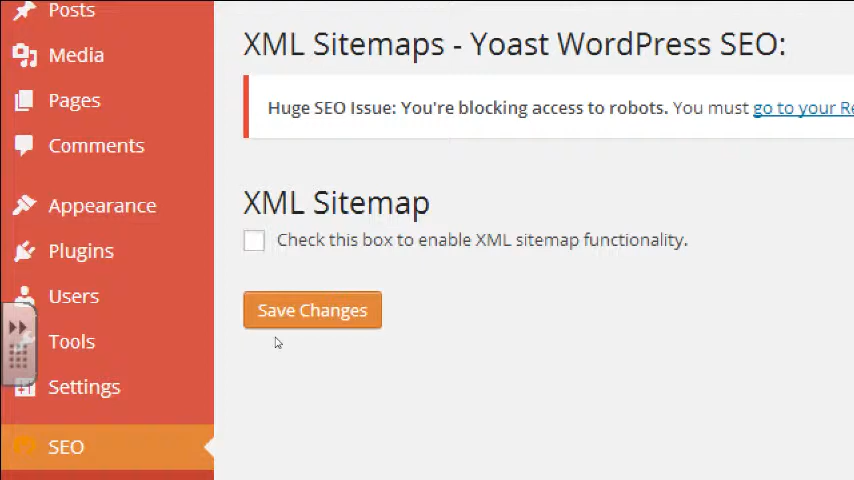 Posts
Media
Pages
Comments
Appearance
Plugins
Users
Tools
Settings
SEO
XML Sitemaps - Yoast WordPress SEO:
Huge SEO Issue: You're blocking access to robots. You must go to your Re
XML Sitemap
Check this box to enable XML sitemap functionality.
Save Changes